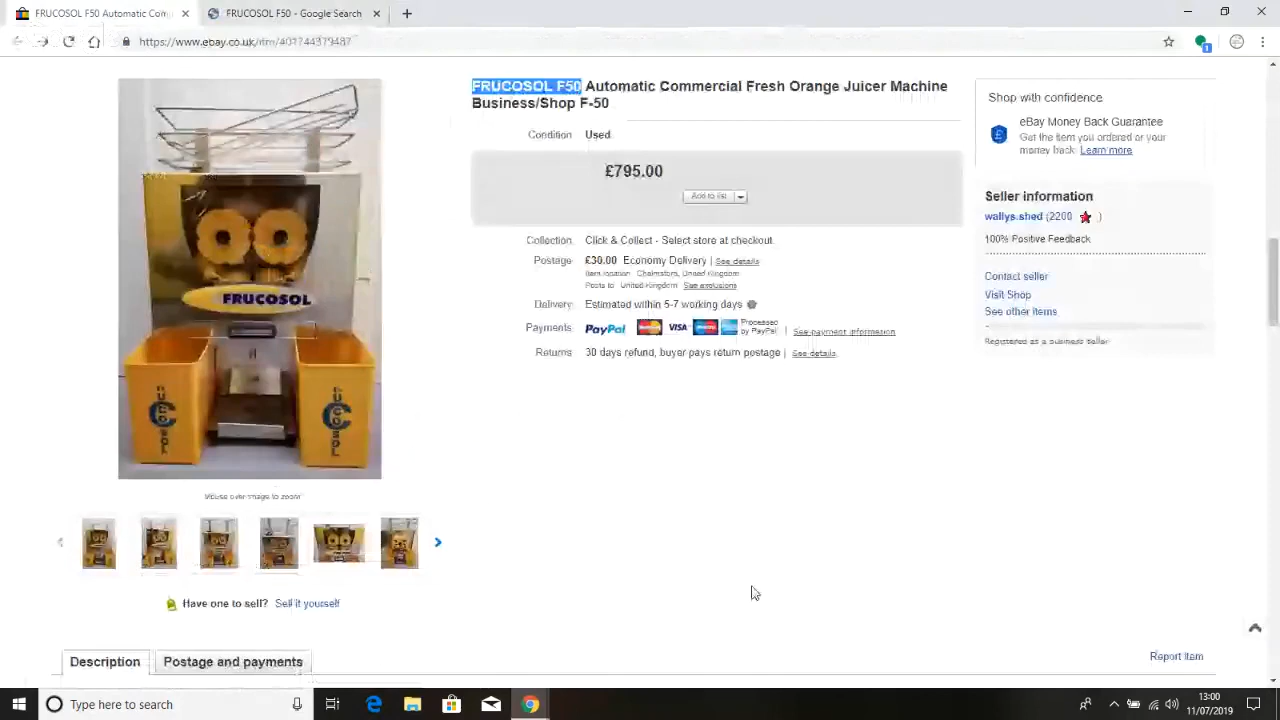 FRUCOSOL F50 Automatic Com
FRUCOSOL F50 - Google Search
https://www.ebay.co.uk/itm/401744379487
FRUCOSOL F50 Automatic Commercial Fresh Orange Juicer Machine
Business/Shop F-50
Condition Used
£795.00
Add to list
Collection: Click & Collect - Select store at checkout.
Postage: £30.00 Economy Delivery | See details
Item location: Chelmsford, United Kingdom
Posts to: United Kingdom See exclusions
Delivery: Estimated within 5-7 working days
Payments: PayPal MasterCard VISA Processed by PayPal | See payment information
Returns: 30 days refund, buyer pays return postage | See details
Shop with confidence
eBay Money Back Guarantee
Get the item you ordered or your
money back. Learn more
Seller information
wallys.shed (2200 )
100% Positive Feedback
Contact seller
Visit Shop
See other items
Registered as a business seller
FRUCOSOL
FRUCOSOL
FRUCOSOL
Mouse over image to zoom
Have one to sell? Sell it yourself
Description
Postage and payments
Report item
Type here to search
13:00
11/07/2019